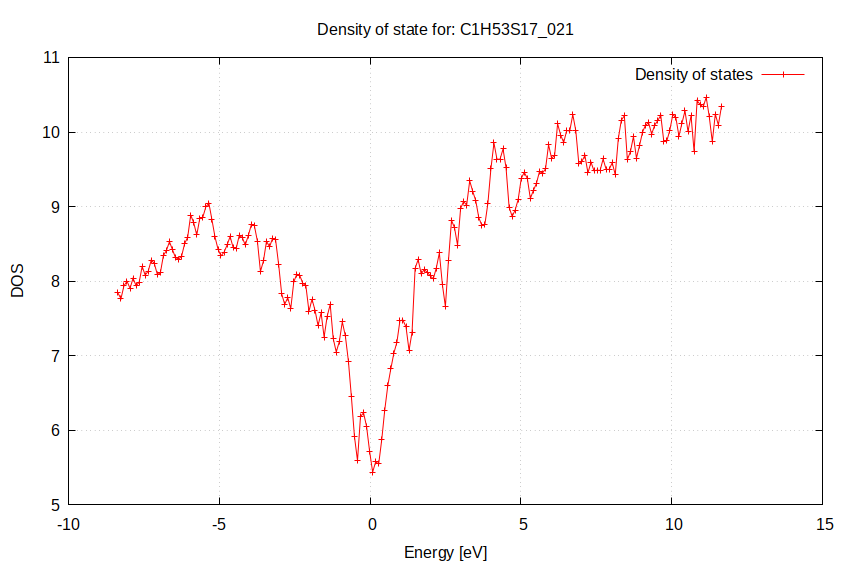 Density of state for: C1H53S17_021
Density of states
11
10
9
8
7
6
5
DOS
-10 -5 0 5 10 15
Energy [eV]